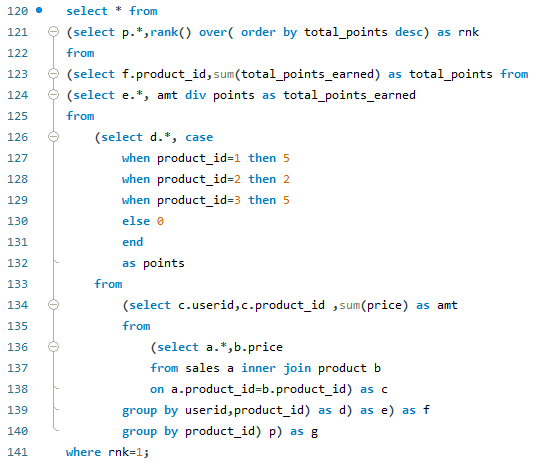 120 select * from
121 (select p.*,rank() over( order by total_points desc) as rnk
122 from
123 (select f.product_id,sum(total_points_earned) as total_points from
124 (select e.*, amt div points as total_points_earned
125 from
126 (select d.*, case
127 when product_id=1 then 5
128 when product_id=2 then 2
129 when product_id=3 then 5
130 else 0
131 end
132 as points
133 from
134 (select c.userid,c.product_id ,sum(price) as amt
135 from
136 (select a.*,b.price
137 from sales a inner join product b
138 on a.product_id=b.product_id) as c
139 group by userid,product_id) as d) as e) as f
140 group by product_id) p) as g
141 where rnk=1;